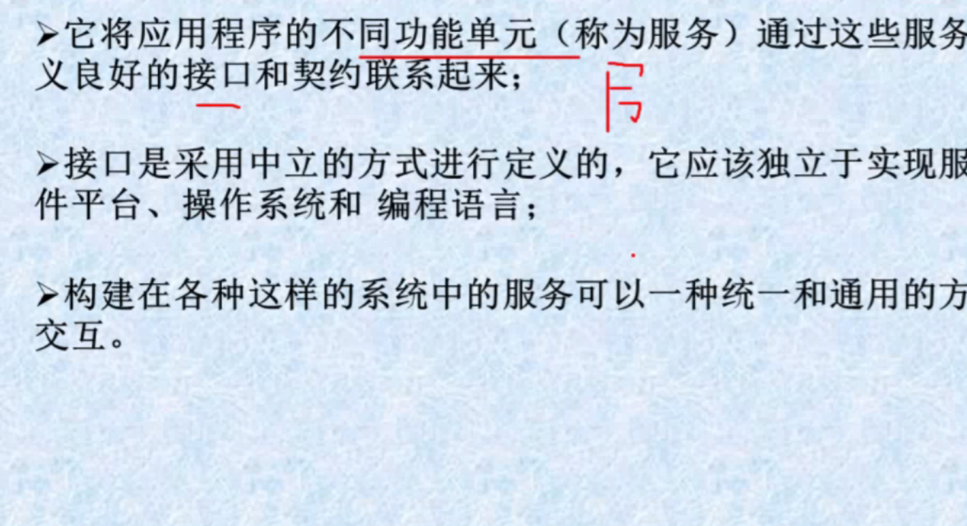 ➢它将应用程序的不同功能单元（称为服务）通过这些服务
义良好的接口和契约联系起来；
➢接口是采用中立的方式进行定义的，它应该独立于实现服
件平台、操作系统和 编程语言；
➢构建在各种这样的系统中的服务可以一种统一和通用的方
交互。